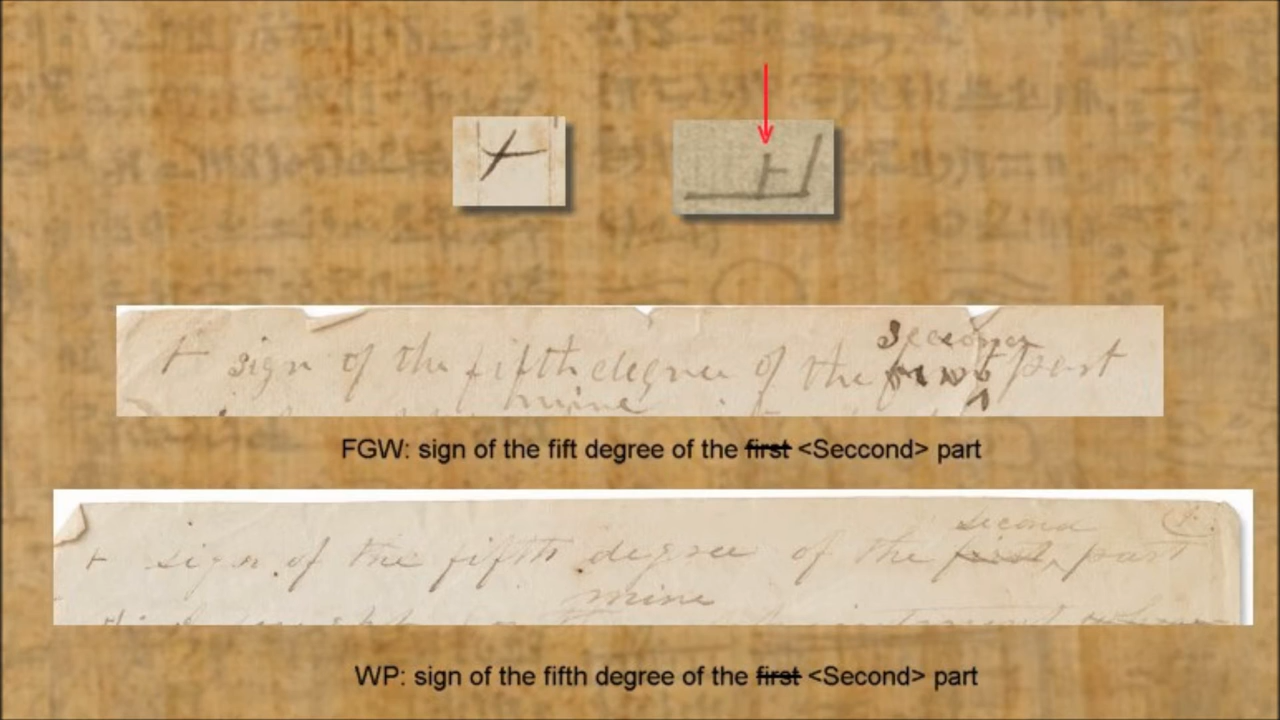 sign of the fifth degree of the first seccond part
mine
FGW: sign of the fift degree of the first <Seccond> part
sign of the fifth degree of the first second part
mine
WP: sign of the fifth degree of the first <Second> part